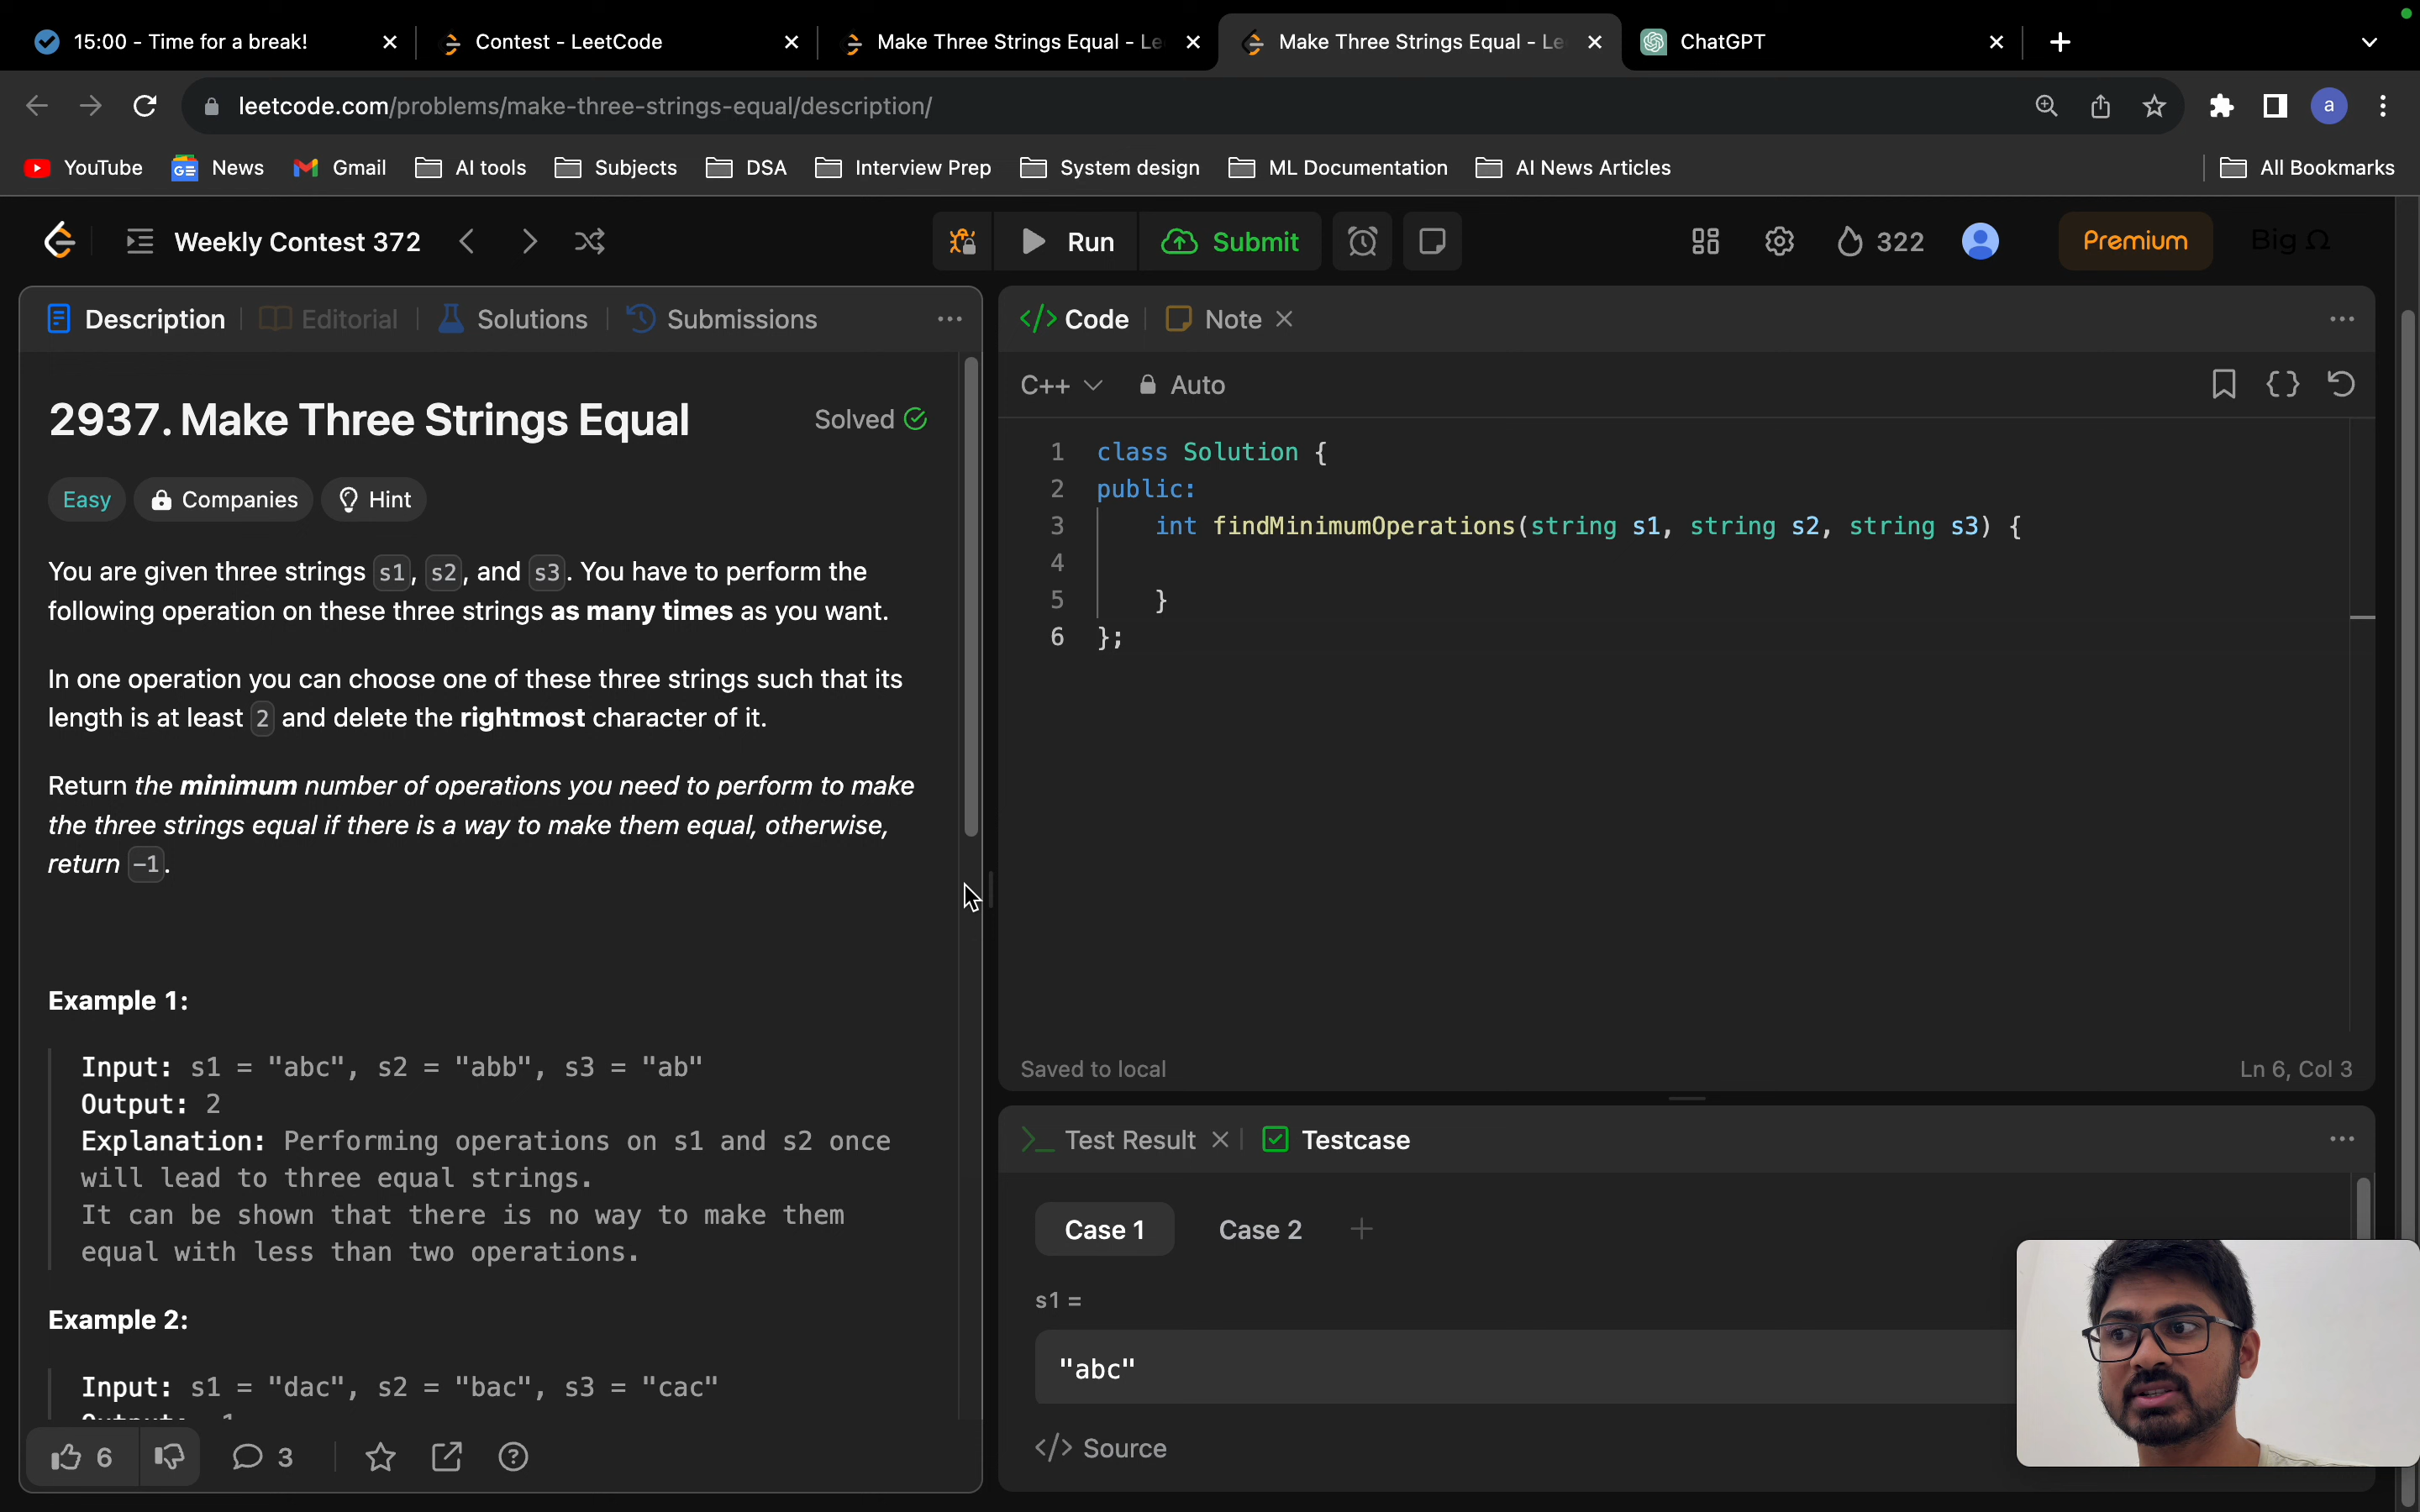 15:00 - Time for a break!
Contest - LeetCode
Make Three Strings Equal - Le
Make Three Strings Equal - Le
ChatGPT
leetcode.com/problems/make-three-strings-equal/description/
a
YouTube
News
Gmail
AI tools
Subjects
DSA
Interview Prep
System design
ML Documentation
AI News Articles
All Bookmarks
Weekly Contest 372
Run
Submit
322
Premium
Big Ω
Description
Editorial
Solutions
Submissions
2937. Make Three Strings Equal
Solved
Easy
Companies
Hint
You are given three strings s1, s2, and s3. You have to perform the
following operation on these three strings as many times as you want.
In one operation you can choose one of these three strings such that its
length is at least 2 and delete the rightmost character of it.
Return the minimum number of operations you need to perform to make
the three strings equal if there is a way to make them equal, otherwise,
return -1.
Example 1:
Input: s1 = "abc", s2 = "abb", s3 = "ab"
Output: 2
Explanation: Performing operations on s1 and s2 once
will lead to three equal strings.
It can be shown that there is no way to make them
equal with less than two operations.
Example 2:
Input: s1 = "dac", s2 = "bac", s3 = "cac"
6
3
</> Code
Note
C++
Auto
1 class Solution {
2 public:
3 int findMinimumOperations(string s1, string s2, string s3) {
4
5 }
6 };
Saved to local
Ln 6, Col 3
Test Result
Testcase
Case 1
Case 2
s1 =
"abc"
</> Source